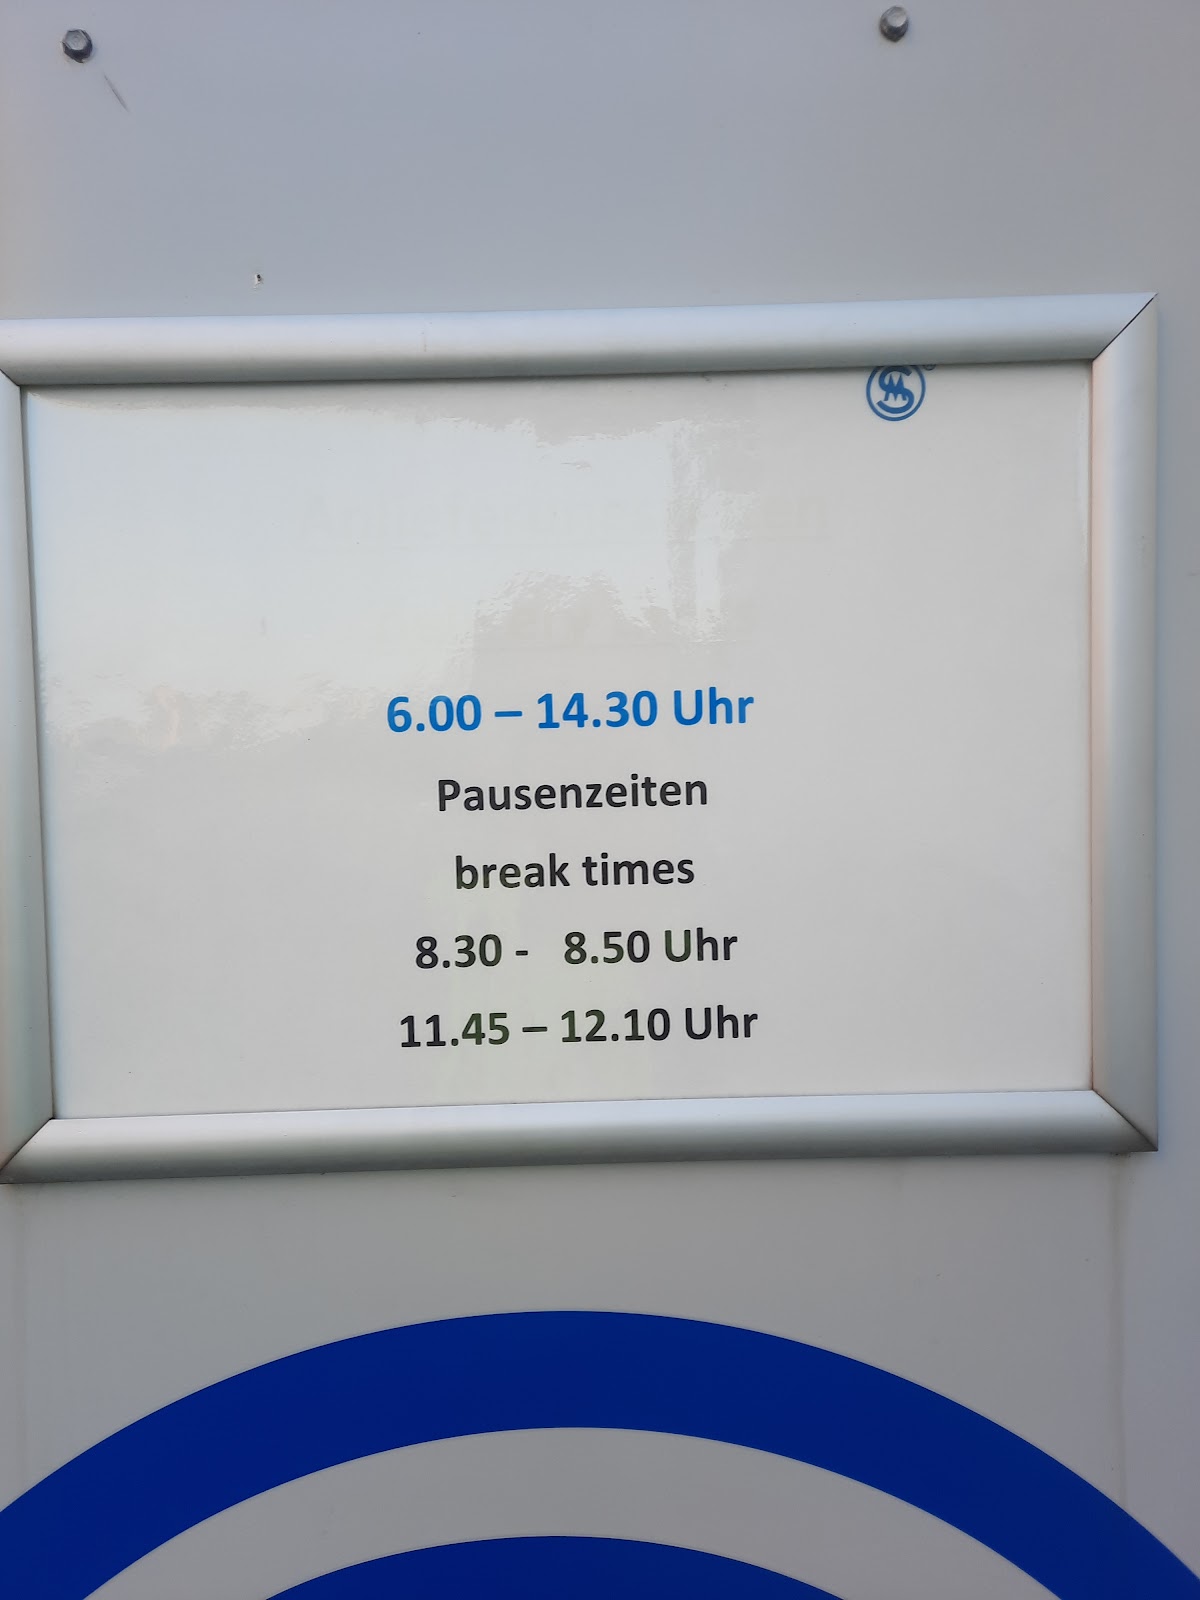 6.00 – 14.30 Uhr
Pausenzeiten
break times
8.30 - 8.50 Uhr
11.45 – 12.10 Uhr